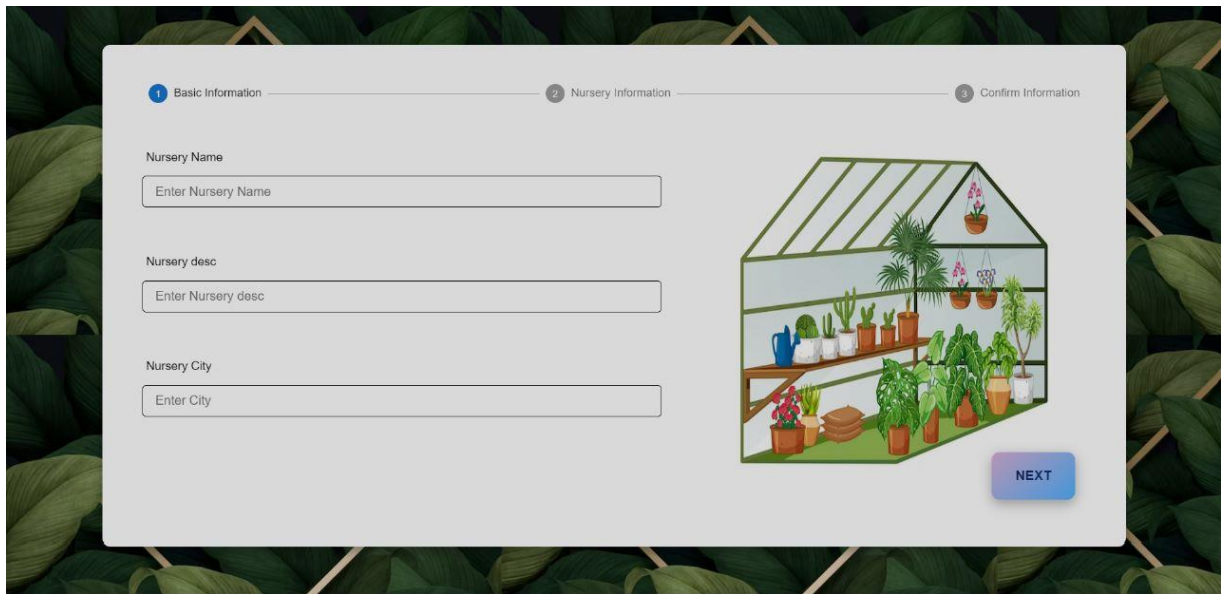 1 Basic Information 2 Nursery Information 3 Confirm Information
Nursery Name
Enter Nursery Name
Nursery desc
Enter Nursery desc
Nursery City
Enter City
NEXT